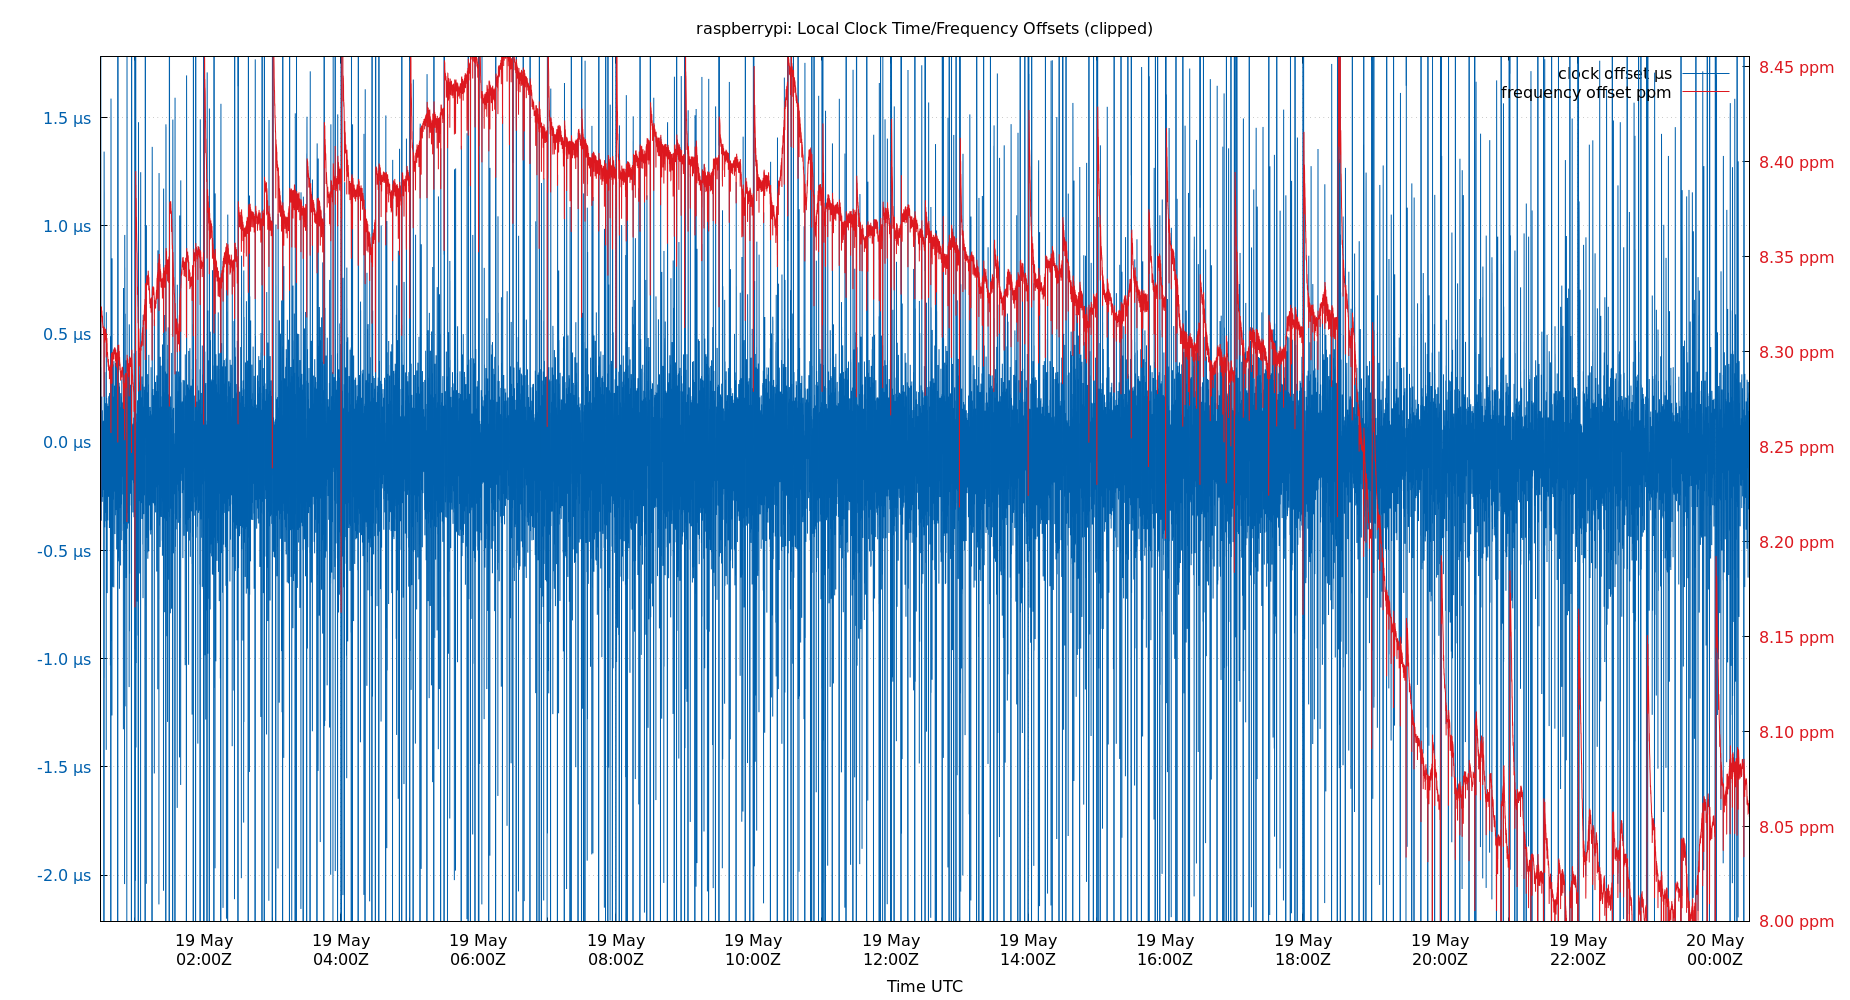 raspberrypi: Local Clock Time/Frequency Offsets (clipped)
clock offset µs
frequency offset ppm
1.5 µs
1.0 µs
0.5 µs
0.0 µs
-0.5 µs
-1.0 µs
-1.5 µs
-2.0 µs
8.45 ppm
8.40 ppm
8.35 ppm
8.30 ppm
8.25 ppm
8.20 ppm
8.15 ppm
8.10 ppm
8.05 ppm
8.00 ppm
19 May 19 May 19 May 19 May 19 May 19 May 19 May 19 May 19 May 19 May 19 May 20 May
02:00Z 04:00Z 06:00Z 08:00Z 10:00Z 12:00Z 14:00Z 16:00Z 18:00Z 20:00Z 22:00Z 00:00Z
Time UTC